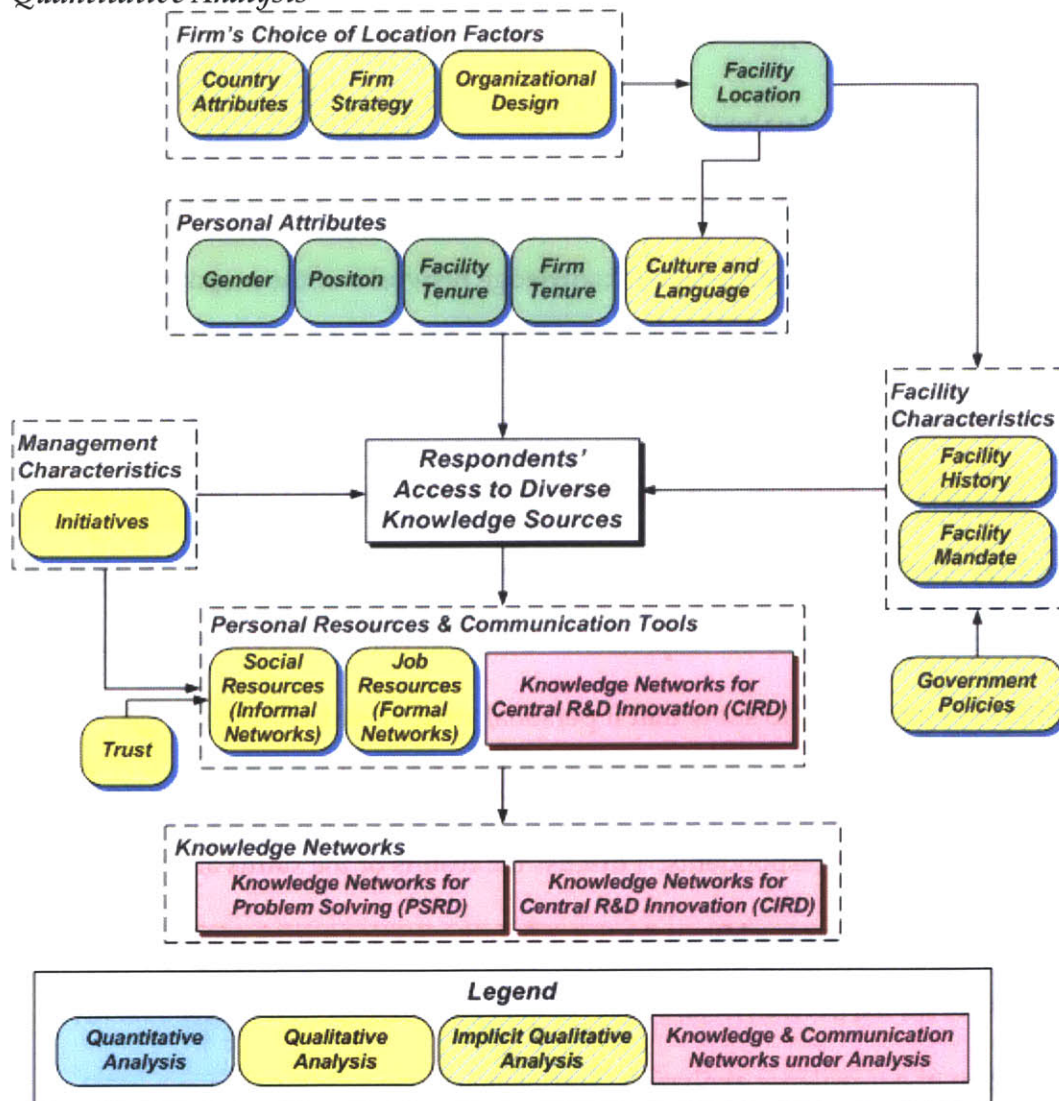 Quantitative Analysis
Firm's Choice of Location Factors
Country
Attributes
Firm
Strategy
Organizational
Design
Facility
Location
Personal Attributes
Gender
Positon
Facility
Tenure
Firm
Tenure
Culture and
Language
Facility
Characteristics
Facility
History
Facility
Mandate
Management
Characteristics
Initiatives
Respondents'
Access to Diverse
Knowledge Sources
Personal Resources & Communication Tools
Social
Resources
(Informal
Networks)
Job
Resources
(Formal
Networks)
Knowledge Networks for
Central R&D Innovation (CIRD)
Government
Policies
Trust
Knowledge Networks
Knowledge Networks for
Problem Solving (PSRD)
Knowledge Networks for
Central R&D Innovation (CIRD)
Legend
Quantitative
Analysis
Qualitative
Analysis
Implicit Qualitative
Analysis
Knowledge & Communication
Networks under Analysis